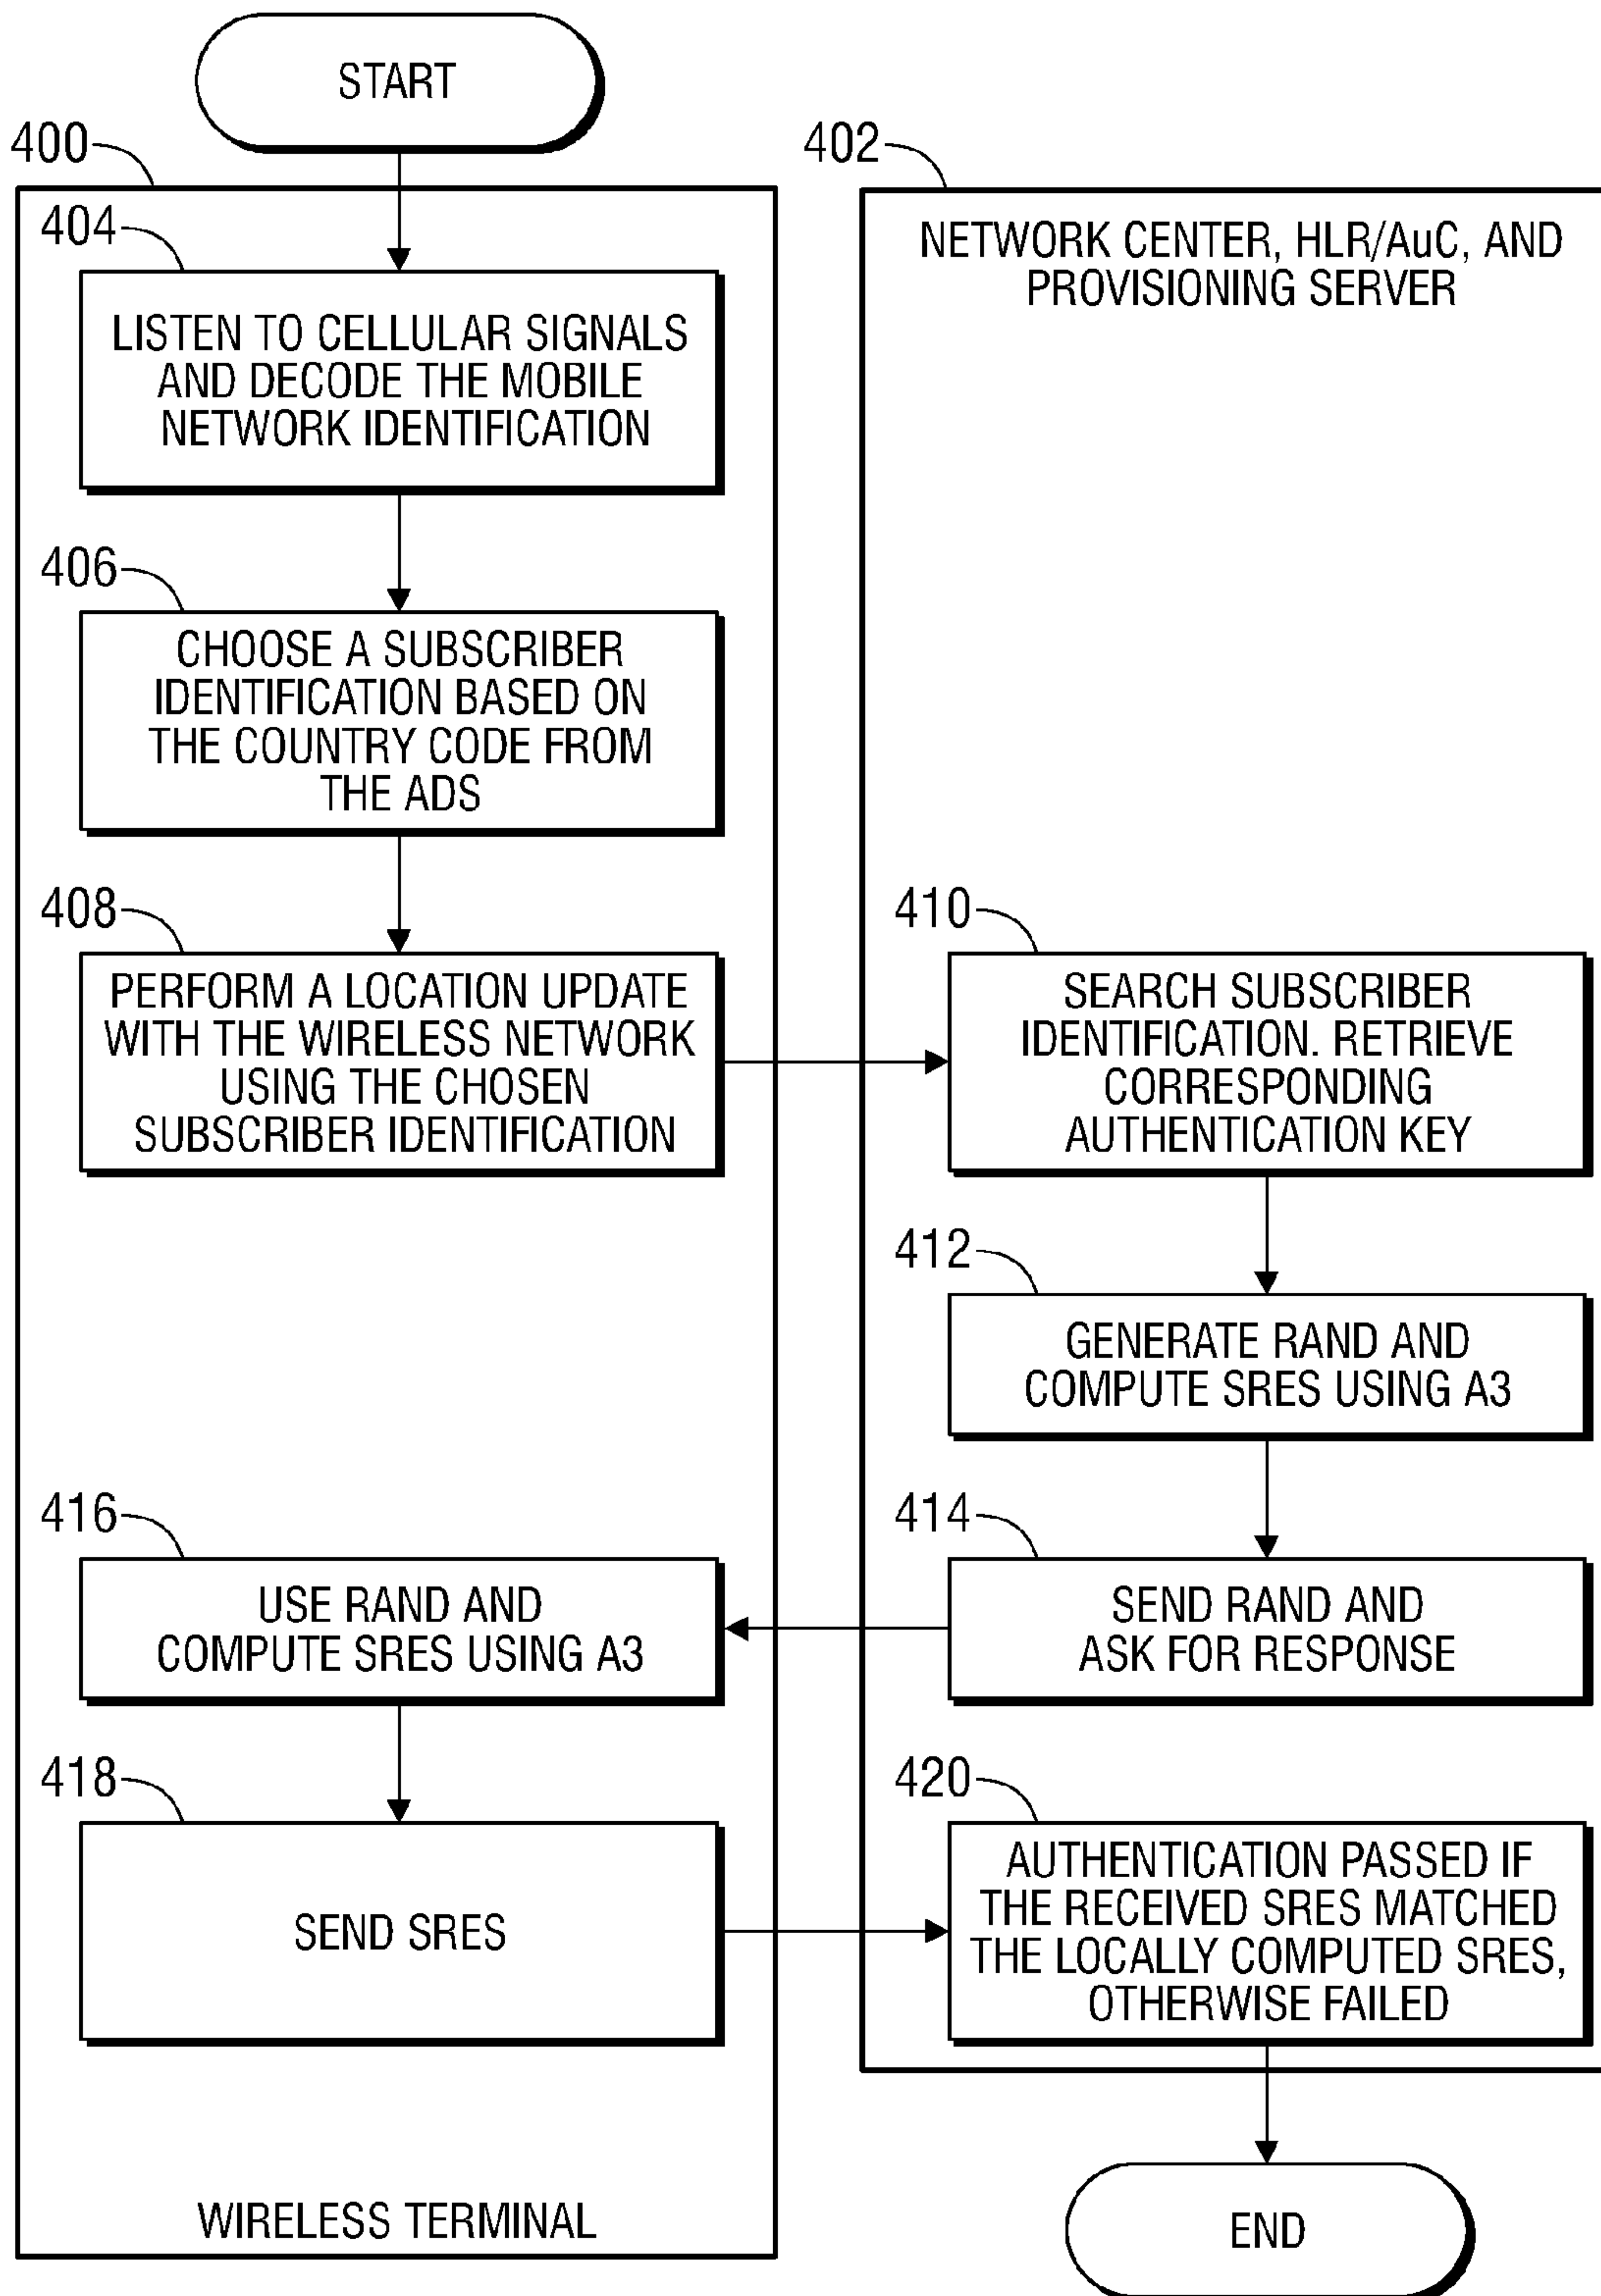 START
400
402
404
NETWORK CENTER, HLR/AuC, AND
PROVISIONING SERVER
LISTEN TO CELLULAR SIGNALS
AND DECODE THE MOBILE
NETWORK IDENTIFICATION
406
CHOOSE A SUBSCRIBER
IDENTIFICATION BASED ON
THE COUNTRY CODE FROM
THE ADS
408
PERFORM A LOCATION UPDATE
WITH THE WIRELESS NETWORK
USING THE CHOSEN
SUBSCRIBER IDENTIFICATION
410
SEARCH SUBSCRIBER
IDENTIFICATION. RETRIEVE
CORRESPONDING
AUTHENTICATION KEY
412
GENERATE RAND AND
COMPUTE SRES USING A3
414
SEND RAND AND
ASK FOR RESPONSE
416
USE RAND AND
COMPUTE SRES USING A3
418
SEND SRES
420
AUTHENTICATION PASSED IF
THE RECEIVED SRES MATCHED
THE LOCALLY COMPUTED SRES,
OTHERWISE FAILED
WIRELESS TERMINAL
END